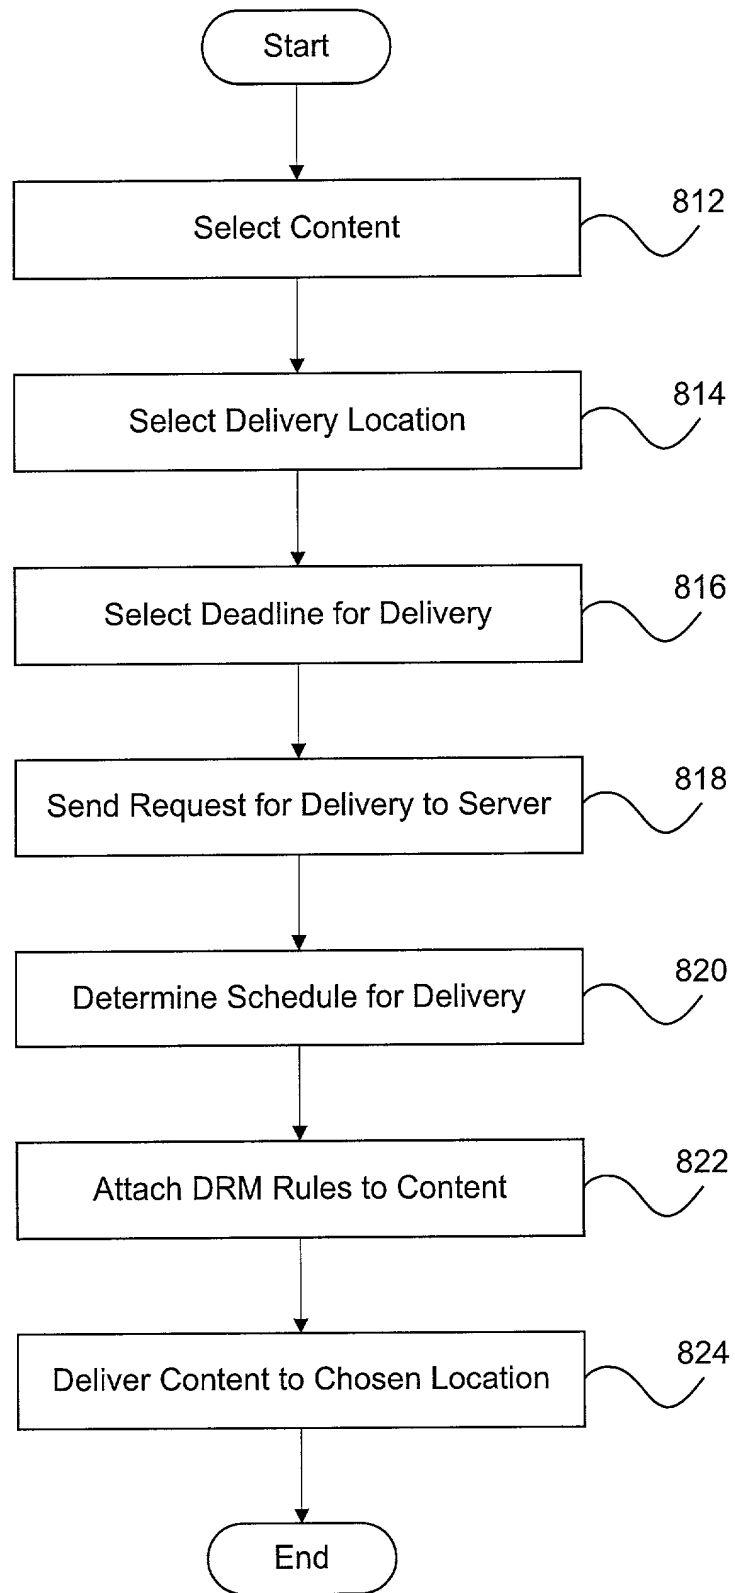 Start
Select Content
812
Select Delivery Location
814
Select Deadline for Delivery
816
Send Request for Delivery to Server
818
Determine Schedule for Delivery
820
Attach DRM Rules to Content
822
Deliver Content to Chosen Location
824
End